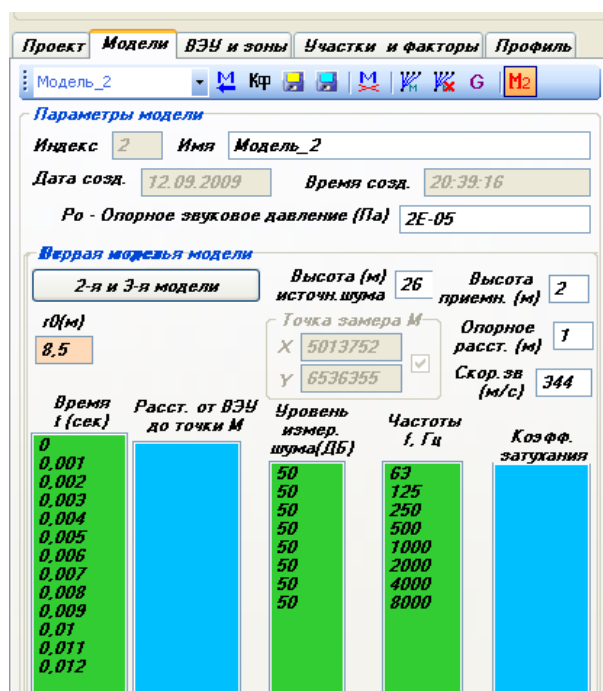 Проект Модели ВЭУ и зоны Участки и факторы Профиль
Модель_2 М Кф М М G М2
Параметры модели
Индекс 2 Имя Модель_2
Дата созд. 12.09.2009 Время созд. 20:39:16
Po - Опорное звуковое давление (Па) 2E-05
модели
2-я и 3-я модели
Высота (м) источн.шума 26
Высота приемн. (м) 2
r0(м)
8,5
Точка замера М
X 5013752
Y 6536355
Опорное расст. (м) 1
Скор.зв (м/с) 344
Время t (сек)
Расст. от ВЭУ до точки М
Уровень измер. шума(ДБ)
Частоты f, Гц
Коэфф. затухания
0
0,001
0,002
0,003
0,004
0,005
0,006
0,007
0,008
0,009
0,01
0,011
0,012
50
50
50
50
50
50
50
50
63
125
250
500
1000
2000
4000
8000